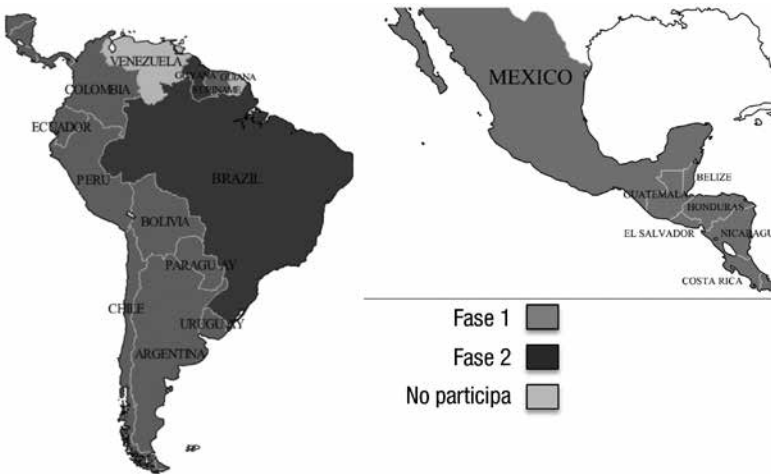 VENEZUELA
GUYANA
GUIANA
SURINAME
COLOMBIA
ECUADOR
PERU
BRAZIL
BOLIVIA
PARAGUAY
CHILE
URUGUAY
ARGENTINA
MEXICO
BELIZE
GUATEMALA
HONDURAS
EL SALVADOR
NICARAGU
COSTA RICA
Fase 1
Fase 2
No participa